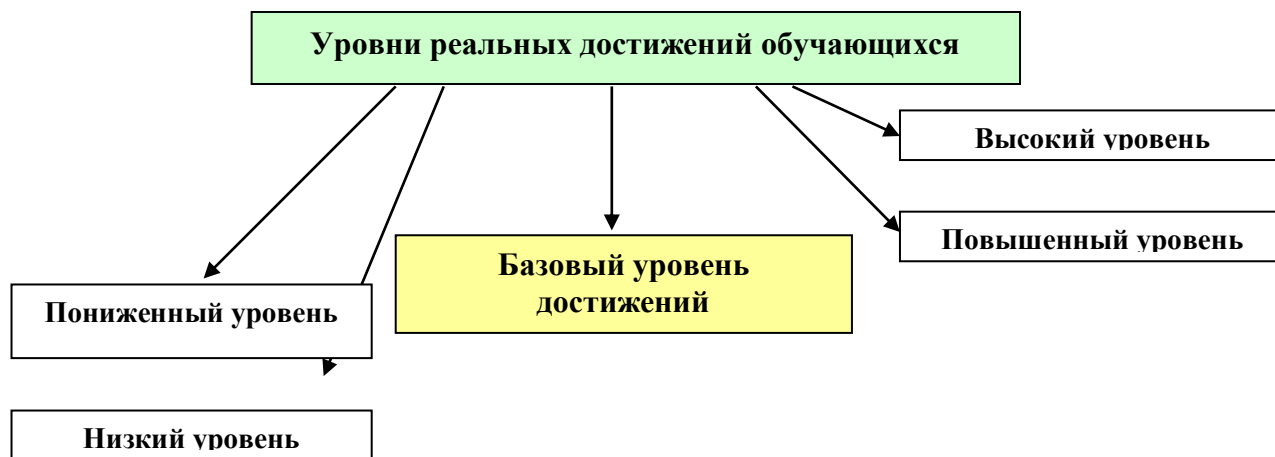 Уровни реальных достижений обучающихся
Высокий уровень
Повышенный уровень
Базовый уровень
достижений
Пониженный уровень
Низкий уровень